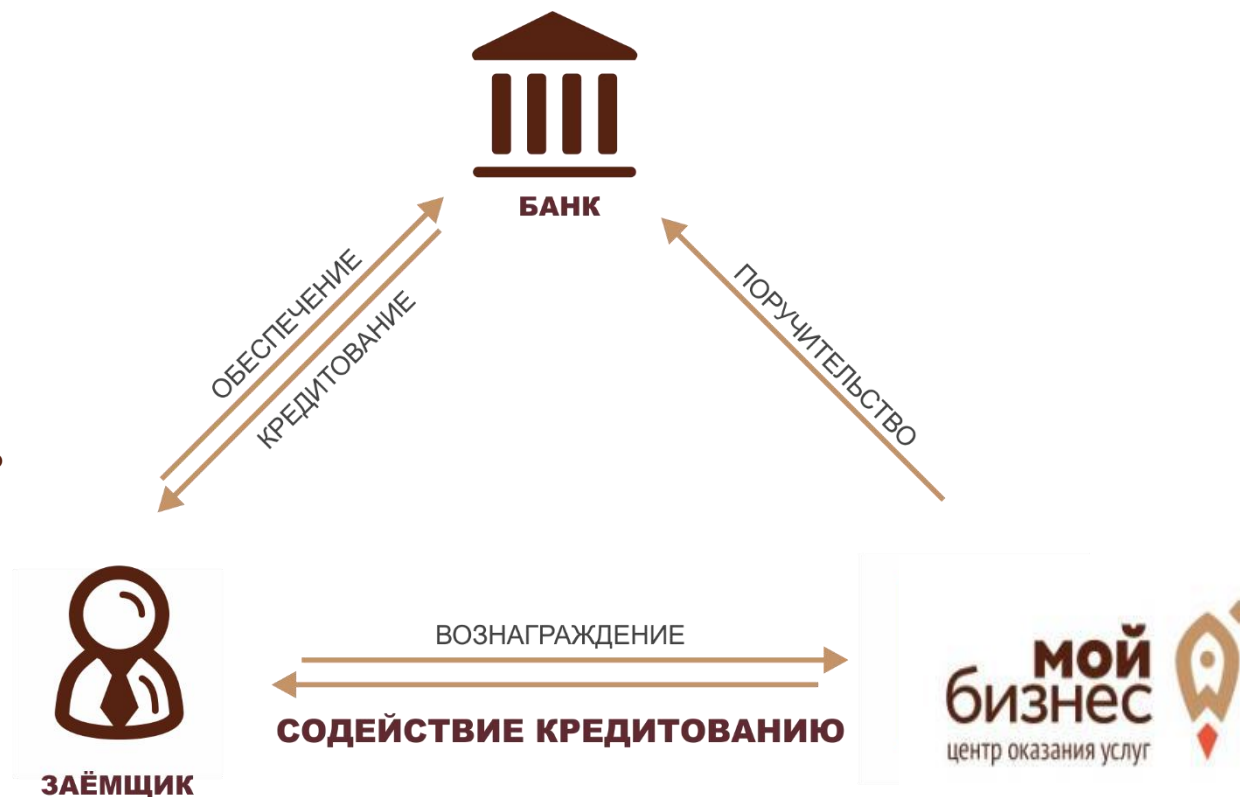 БАНК
ОБЕСПЕЧЕНИЕ
КРЕДИТОВАНИЕ
ПОРУЧИТЕЛЬСТВО
ВОЗНАГРАЖДЕНИЕ
СОДЕЙСТВИЕ КРЕДИТОВАНИЮ
ЗАЁМЩИК
мой
бизнес
центр оказания услуг